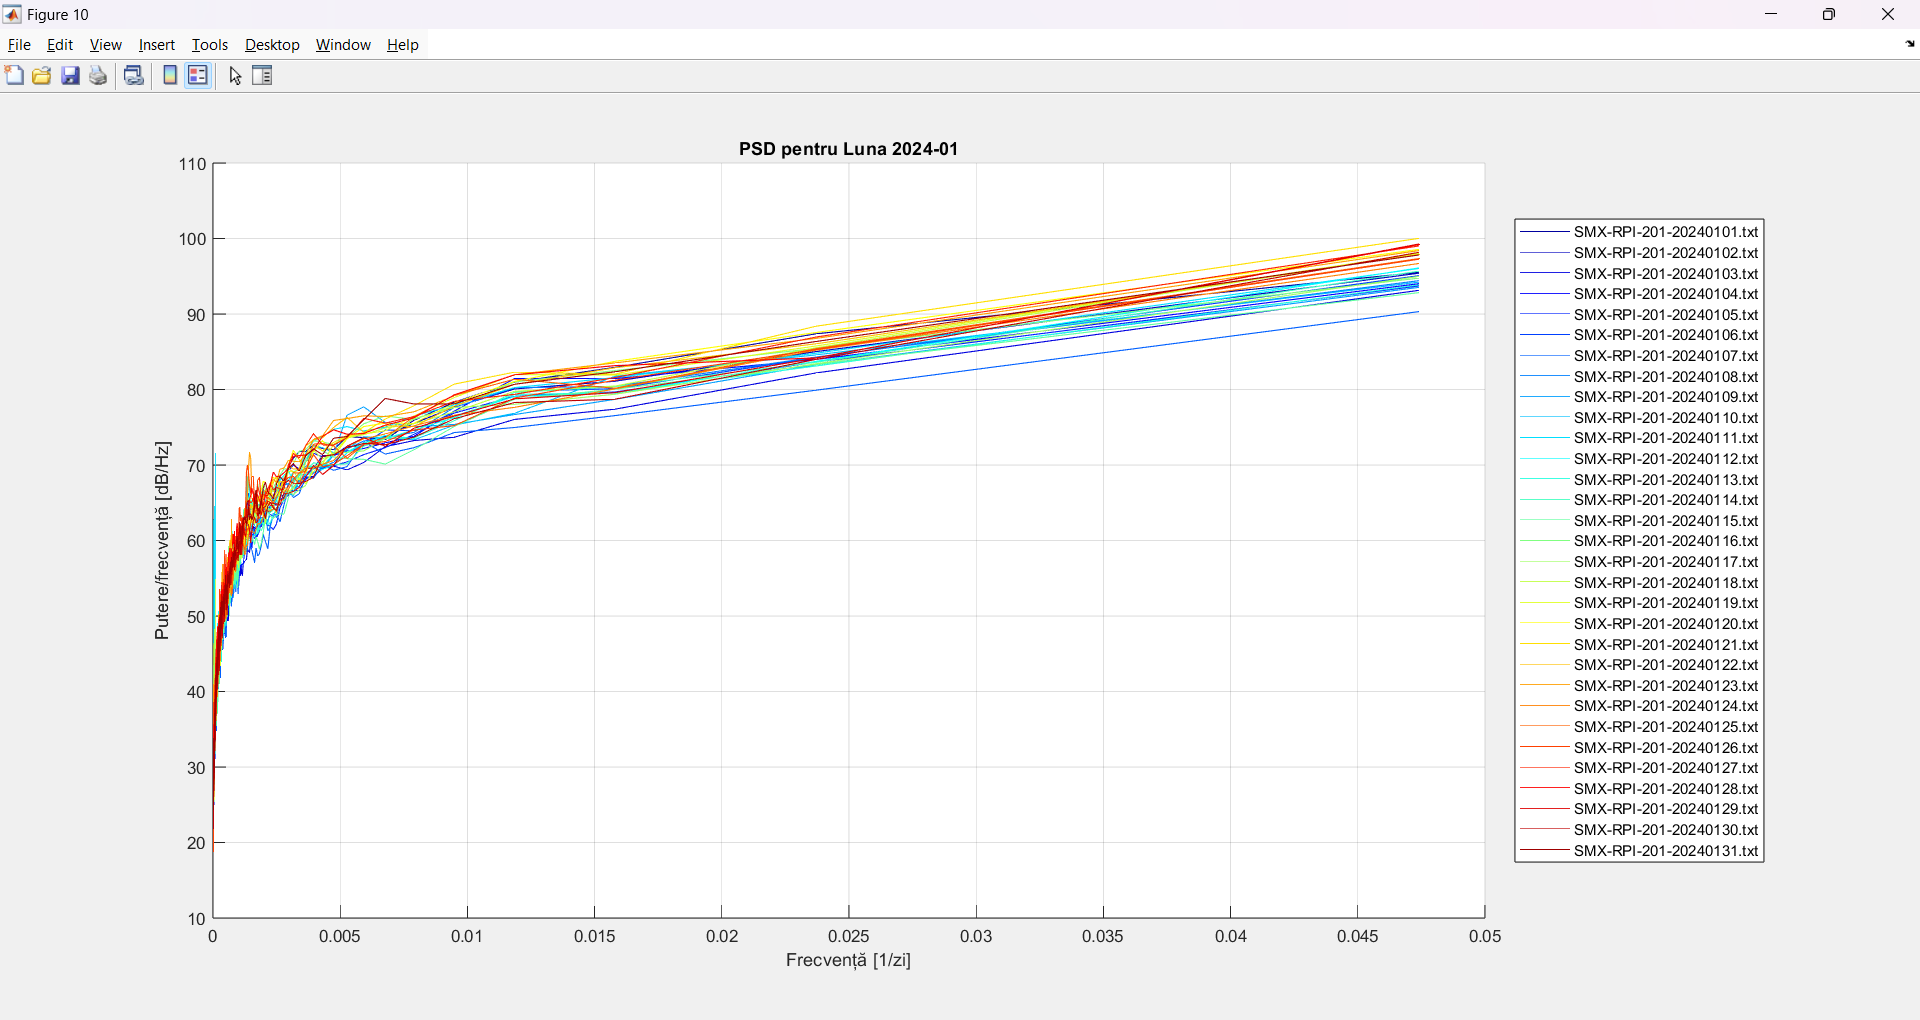 Figure 10
File Edit View Insert Tools Desktop Window Help
PSD pentru Luna 2024-01
110
100
90
80
70
60
50
40
30
20
10
Putere/frecvență [dB/Hz]
0 0.005 0.01 0.015 0.02 0.025 0.03 0.035 0.04 0.045 0.05
Frecvență [1/zi]
SMX-RPI-201-20240101.txt
SMX-RPI-201-20240102.txt
SMX-RPI-201-20240103.txt
SMX-RPI-201-20240104.txt
SMX-RPI-201-20240105.txt
SMX-RPI-201-20240106.txt
SMX-RPI-201-20240107.txt
SMX-RPI-201-20240108.txt
SMX-RPI-201-20240109.txt
SMX-RPI-201-20240110.txt
SMX-RPI-201-20240111.txt
SMX-RPI-201-20240112.txt
SMX-RPI-201-20240113.txt
SMX-RPI-201-20240114.txt
SMX-RPI-201-20240115.txt
SMX-RPI-201-20240116.txt
SMX-RPI-201-20240117.txt
SMX-RPI-201-20240118.txt
SMX-RPI-201-20240119.txt
SMX-RPI-201-20240120.txt
SMX-RPI-201-20240121.txt
SMX-RPI-201-20240122.txt
SMX-RPI-201-20240123.txt
SMX-RPI-201-20240124.txt
SMX-RPI-201-20240125.txt
SMX-RPI-201-20240126.txt
SMX-RPI-201-20240127.txt
SMX-RPI-201-20240128.txt
SMX-RPI-201-20240129.txt
SMX-RPI-201-20240130.txt
SMX-RPI-201-20240131.txt